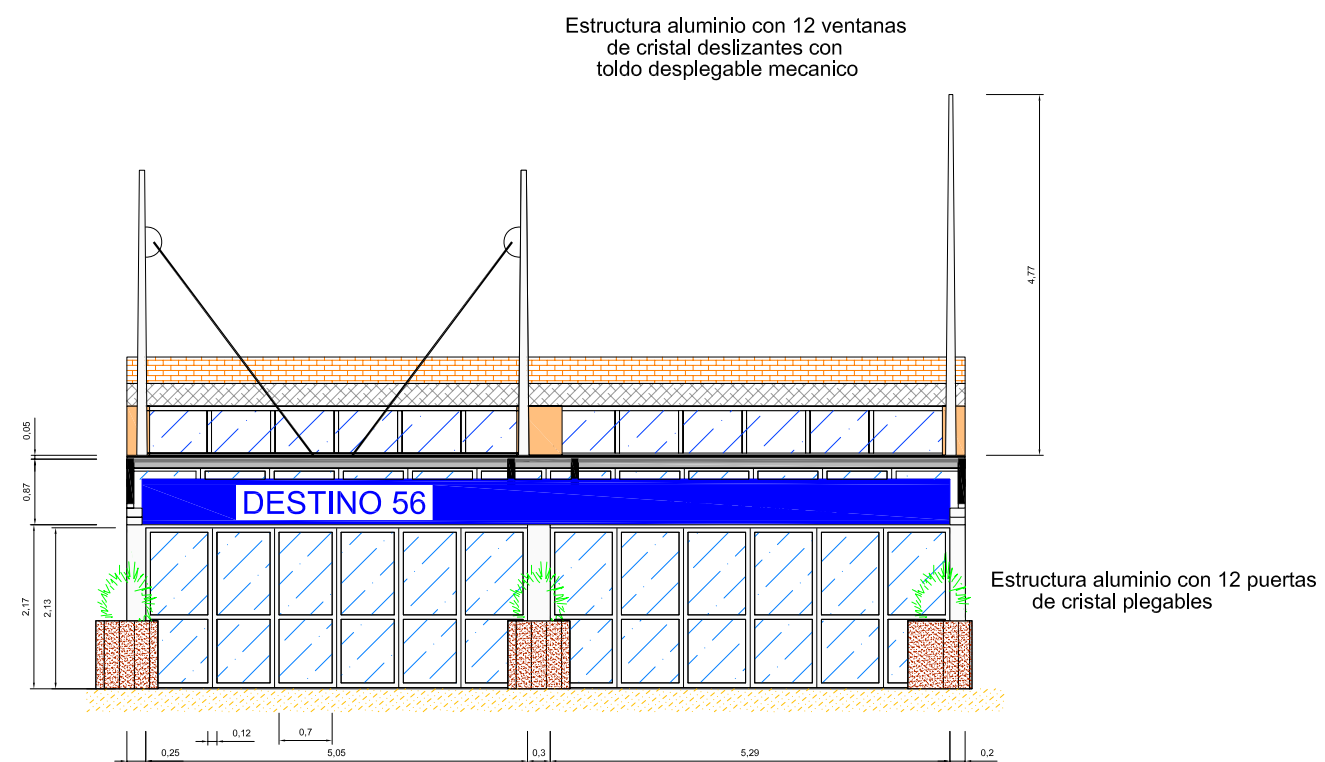 Estructura aluminio con 12 ventanas
de cristal deslizantes con
toldo desplegable mecanico
4,77
0,05
0,87
DESTINO 56
2,17
2,13
Estructura aluminio con 12 puertas
de cristal plegables
0,25
0,12
0,7
5,05
0,3
5,29
0,2